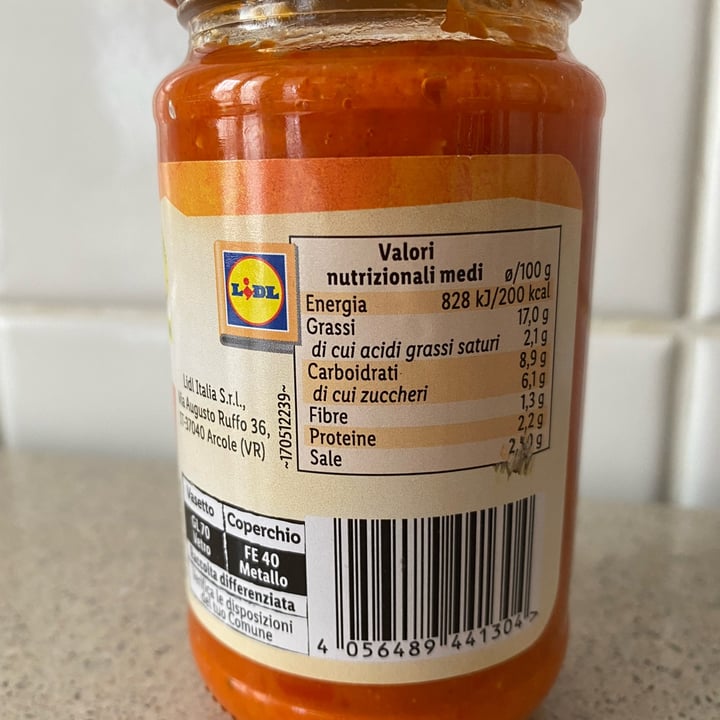 Valori
nutrizionali medi ø/100 g
Energia 828 kJ/200 kcal
Grassi 17,0 g
di cui acidi grassi saturi 2,1 g
Carboidrati 8,9 g
di cui zuccheri 6,1 g
Fibre 1,3 g
Proteine 2,2 g
Sale g
LiDL
Lidl Italia S.r.l.,
Via Augusto Ruffo 36,
37040 Arcole (VR)
~170512239~
Vasetto Coperchio
GL 70 FE 40
Vetro Metallo
Raccolta differenziata
Verifica le disposizioni
del tuo Comune
4 056489 441304 >